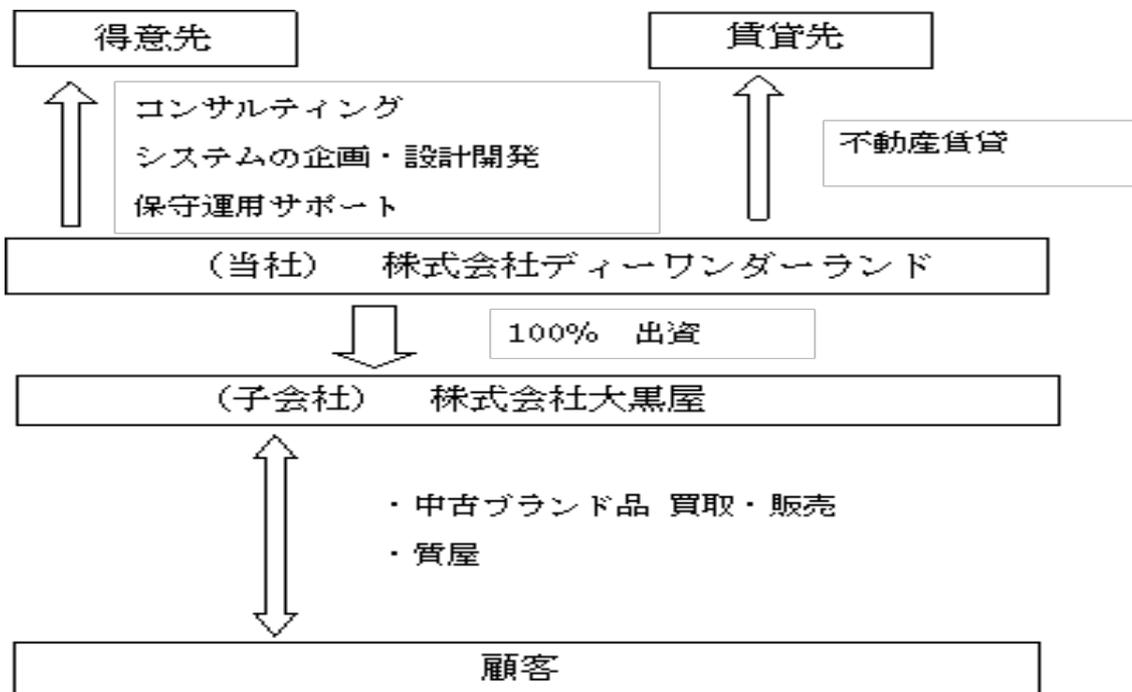 得意先
賃貸先
コンサルティング
システムの企画・設計開発
保守運用サポート
不動産賃貸
（当社）　株式会社ディーワンダーランド
100%　出資
（子会社）　株式会社大黒屋
・中古ブランド品 買取・販売
・質屋
顧客